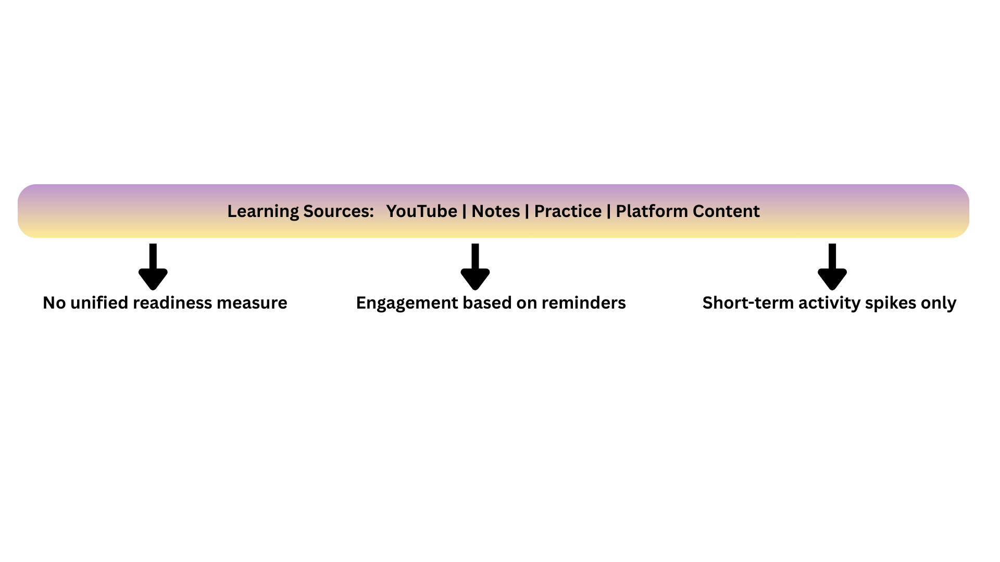 Learning Sources: YouTube | Notes | Practice | Platform Content
No unified readiness measure
Engagement based on reminders
Short-term activity spikes only